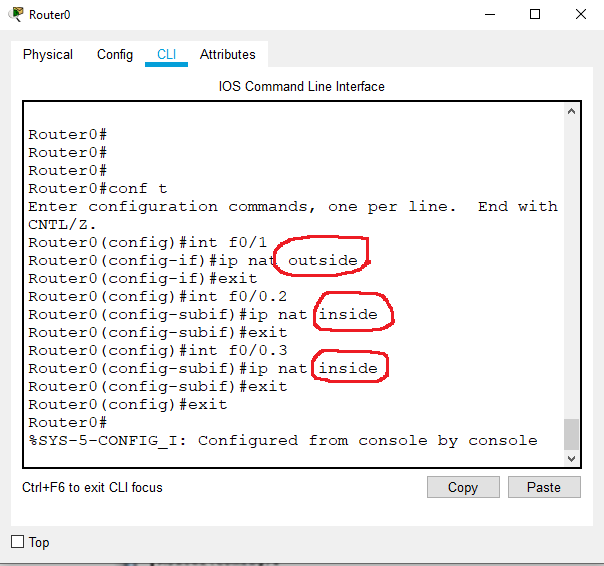 Router0
Physical Config CLI Attributes
IOS Command Line Interface
Router0#
Router0#
Router0#
Router0#conf t
Enter configuration commands, one per line.  End with
CNTL/Z.
Router0(config)#int f0/1
Router0(config-if)#ip nat outside
Router0(config-if)#exit
Router0(config)#int f0/0.2
Router0(config-subif)#ip nat inside
Router0(config-subif)#exit
Router0(config)#int f0/0.3
Router0(config-subif)#ip nat inside
Router0(config-subif)#exit
Router0(config)#exit
Router0#
%SYS-5-CONFIG_I: Configured from console by console
Ctrl+F6 to exit CLI focus Copy Paste
Top